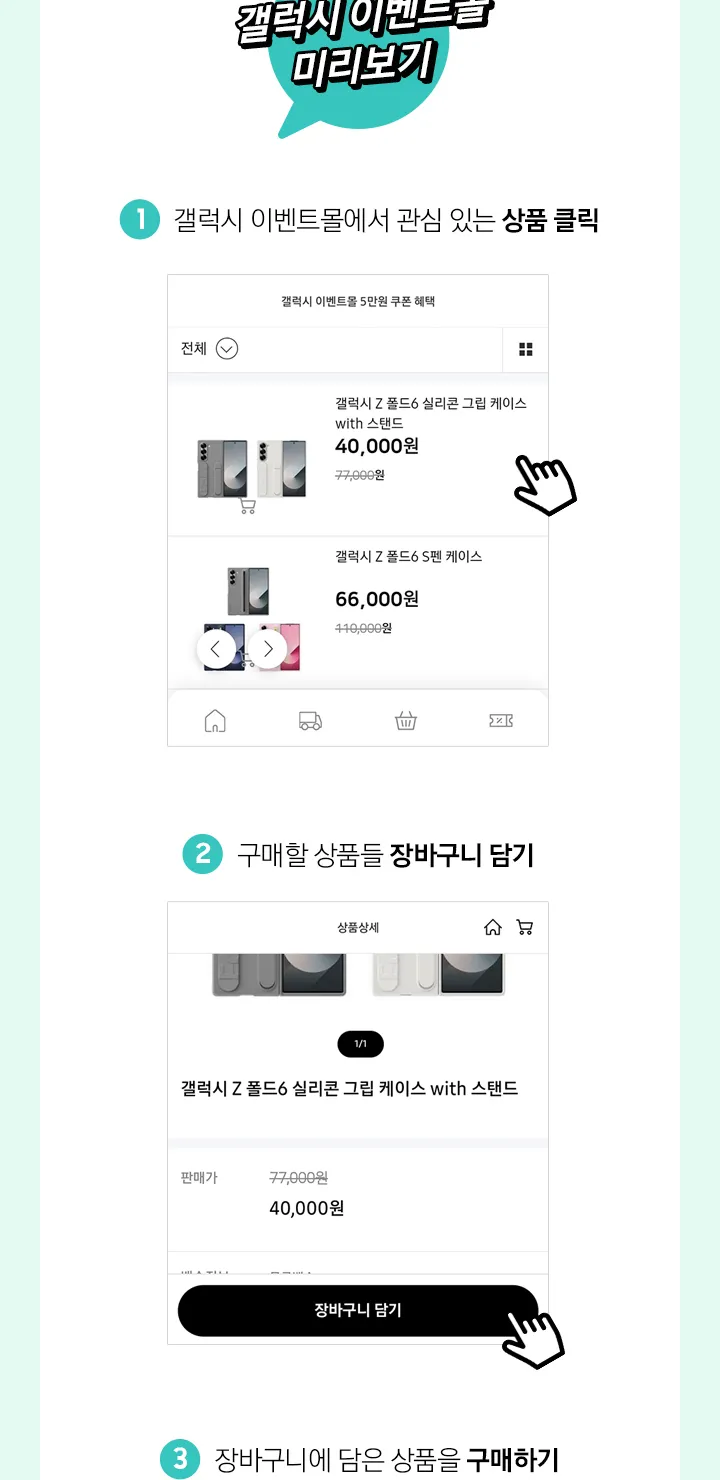 갤럭시 이벤트몰
미리보기
1 갤럭시 이벤트몰에서 관심 있는 상품 클릭
갤럭시 이벤트몰 5만원 쿠폰 혜택
전체
갤럭시 Z 폴드6 실리콘 그립 케이스
with 스탠드
40,000원
77,000원
갤럭시 Z 폴드6 S펜 케이스
66,000원
110,000원
2 구매할 상품들 장바구니 담기
상품상세
1/1
갤럭시 Z 폴드6 실리콘 그립 케이스 with 스탠드
판매가 77,000원
40,000원
장바구니 담기
3 장바구니에 담은 상품을 구매하기